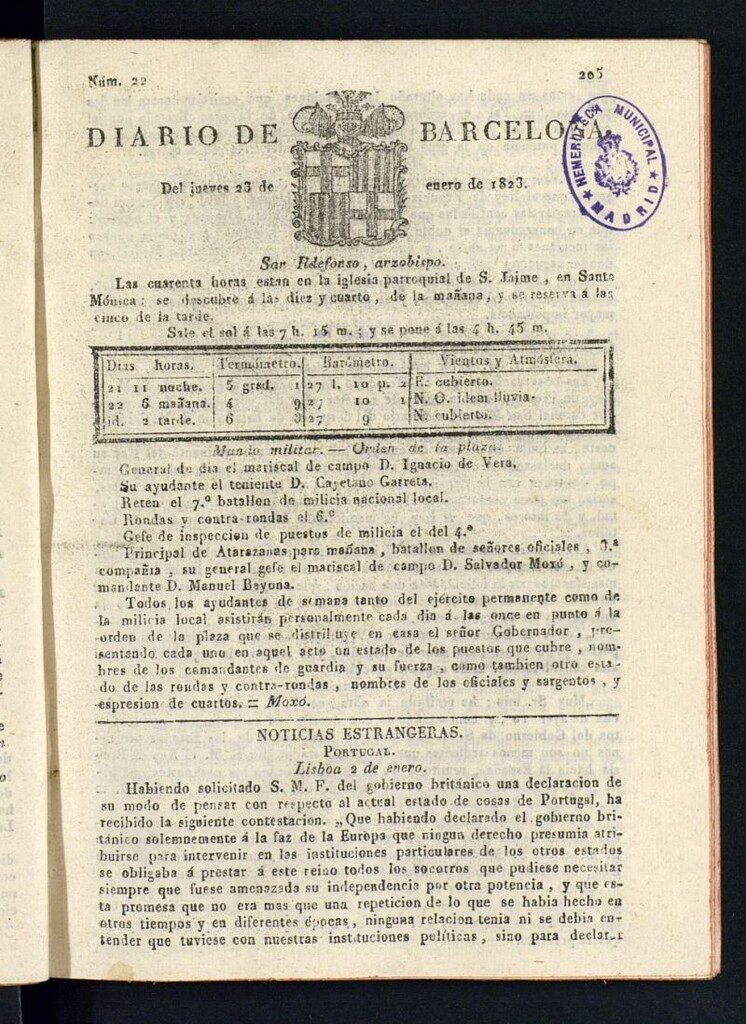 Núm. 22
205
DIARIO DE BARCELONA.
Del jueves 23 de enero de 1823.
HEMEROTECA MUNICIPAL
★ MADRID ★
San Ildefonso, arzobispo.
Las cuarenta horas estan en la iglesia parroquial de S. Jaime, en Santa
Mónica: se descubre á las diez y cuarto, de la mañana, y se reserva á las
cinco de la tarde.
Sale el sol á las 7 h. 15 m.; y se pone á las 4 h. 45 m.
Dias horas. Termómetro. Barómetro. Vientos y Atmósfera.
21 11 noche. 5 grad. 1 27 l. 10 p. 2 E. cubierto.
22 6 mañana. 4 9 27 10 1 N. O. idem lluvia.
id. 2 tarde. 6 8 27 9 N. cubierto.
Mando militar. — Orden de la plaza.
General de dia el mariscal de campo D. Ignacio de Vera.
Su ayudante el teniente D. Cayetano Garreta.
Reten el 7.º batallon de milicia nacional local.
Rondas y contra-rondas el 6.º
Gefe de inspeccion de puestos de milicia el del 4.º
Principal de Atarazanas para mañana, batallon de señores oficiales, 3.ª
compañia, su general gefe el mariscal de campo D. Salvador Moxó, y co-
mandante D. Manuel Bayona.
Todos los ayudantes de semana tanto del ejército permanente como de
la milicia local asistirán personalmente cada dia á las once en punto á la
orden de la plaza que se distribuye en casa el señor Gobernador, pre-
sentando cada uno en aquel acto un estado de los puestos que cubre, nom-
bres de los comandantes de guardia y su fuerza, como tambien otro esta-
do de las rondas y contra-rondas, nombres de los oficiales y sargentos, y
espresion de cuartos. = Moxó.
NOTICIAS ESTRANGERAS.
PORTUGAL.
Lisboa 2 de enero.
Habiendo solicitado S. M. F. del gobierno británico una declaracion de
su modo de pensar con respecto al actual estado de cosas de Portugal, ha
recibido la siguiente contestacion. „Que habiendo declarado el gobierno bri-
tánico solemnemente á la faz de la Europa que ningun derecho presumia atri-
buirse para intervenir en las instituciones particulares de los otros estados
se obligaba á prestar á este reino todos los socorros que pudiese necesitar
siempre que fuese amenazada su independencia por otra potencia, y que es-
ta promesa que no era mas que una repeticion de lo que se habia hecho en
otros tiempos y en diferentes épocas, ninguna relacion tenia ni se debia en-
tender que tuviese con nuestras instituciones políticas, sino para declarar